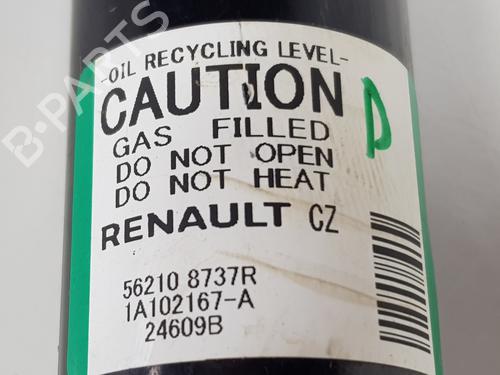 -OIL RECYCLING LEVEL-
CAUTION
GAS FILLED
DO NOT OPEN
DO NOT HEAT
D
RENAULT CZ
56210 8737R
1A102167-A
24609B
B-PARTS